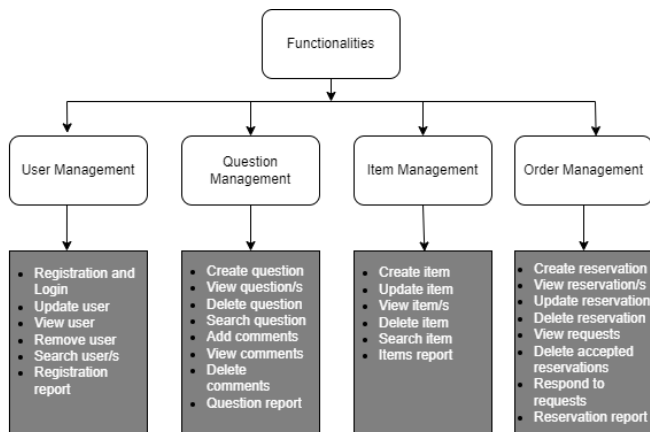 Functionalities
User Management
Question
Management
Item Management
Order Management
Registration and
Login
Update user
View user
Remove user
Search user/s
Registration
report
Create question
View question/s
Delete question
Search question
Add comments
View comments
Delete
comments
Question report
Create item
Update item
View item/s
Delete item
Search item
Items report
Create reservation
View reservation/s
Update reservation
Delete reservation
View requests
Delete accepted
reservations
Respond to
requests
Reservation report